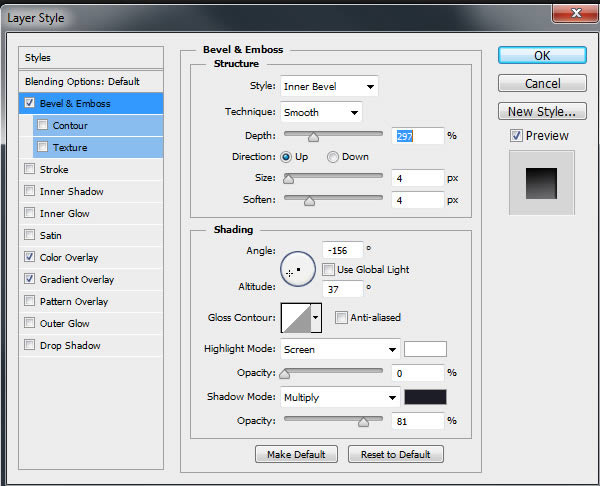 Layer Style
Styles
Blending Options: Default
Bevel & Emboss
Contour
Texture
Stroke
Inner Shadow
Inner Glow
Satin
Color Overlay
Gradient Overlay
Pattern Overlay
Outer Glow
Drop Shadow
Bevel & Emboss
Structure
Style: Inner Bevel
Technique: Smooth
Depth: 297 %
Direction: Up Down
Size: 4 px
Soften: 4 px
Shading
Angle: -156 °
Use Global Light
Altitude: 37 °
Gloss Contour: Anti-aliased
Highlight Mode: Screen
Opacity: 0 %
Shadow Mode: Multiply
Opacity: 81 %
Make Default Reset to Default
OK
Cancel
New Style...
Preview